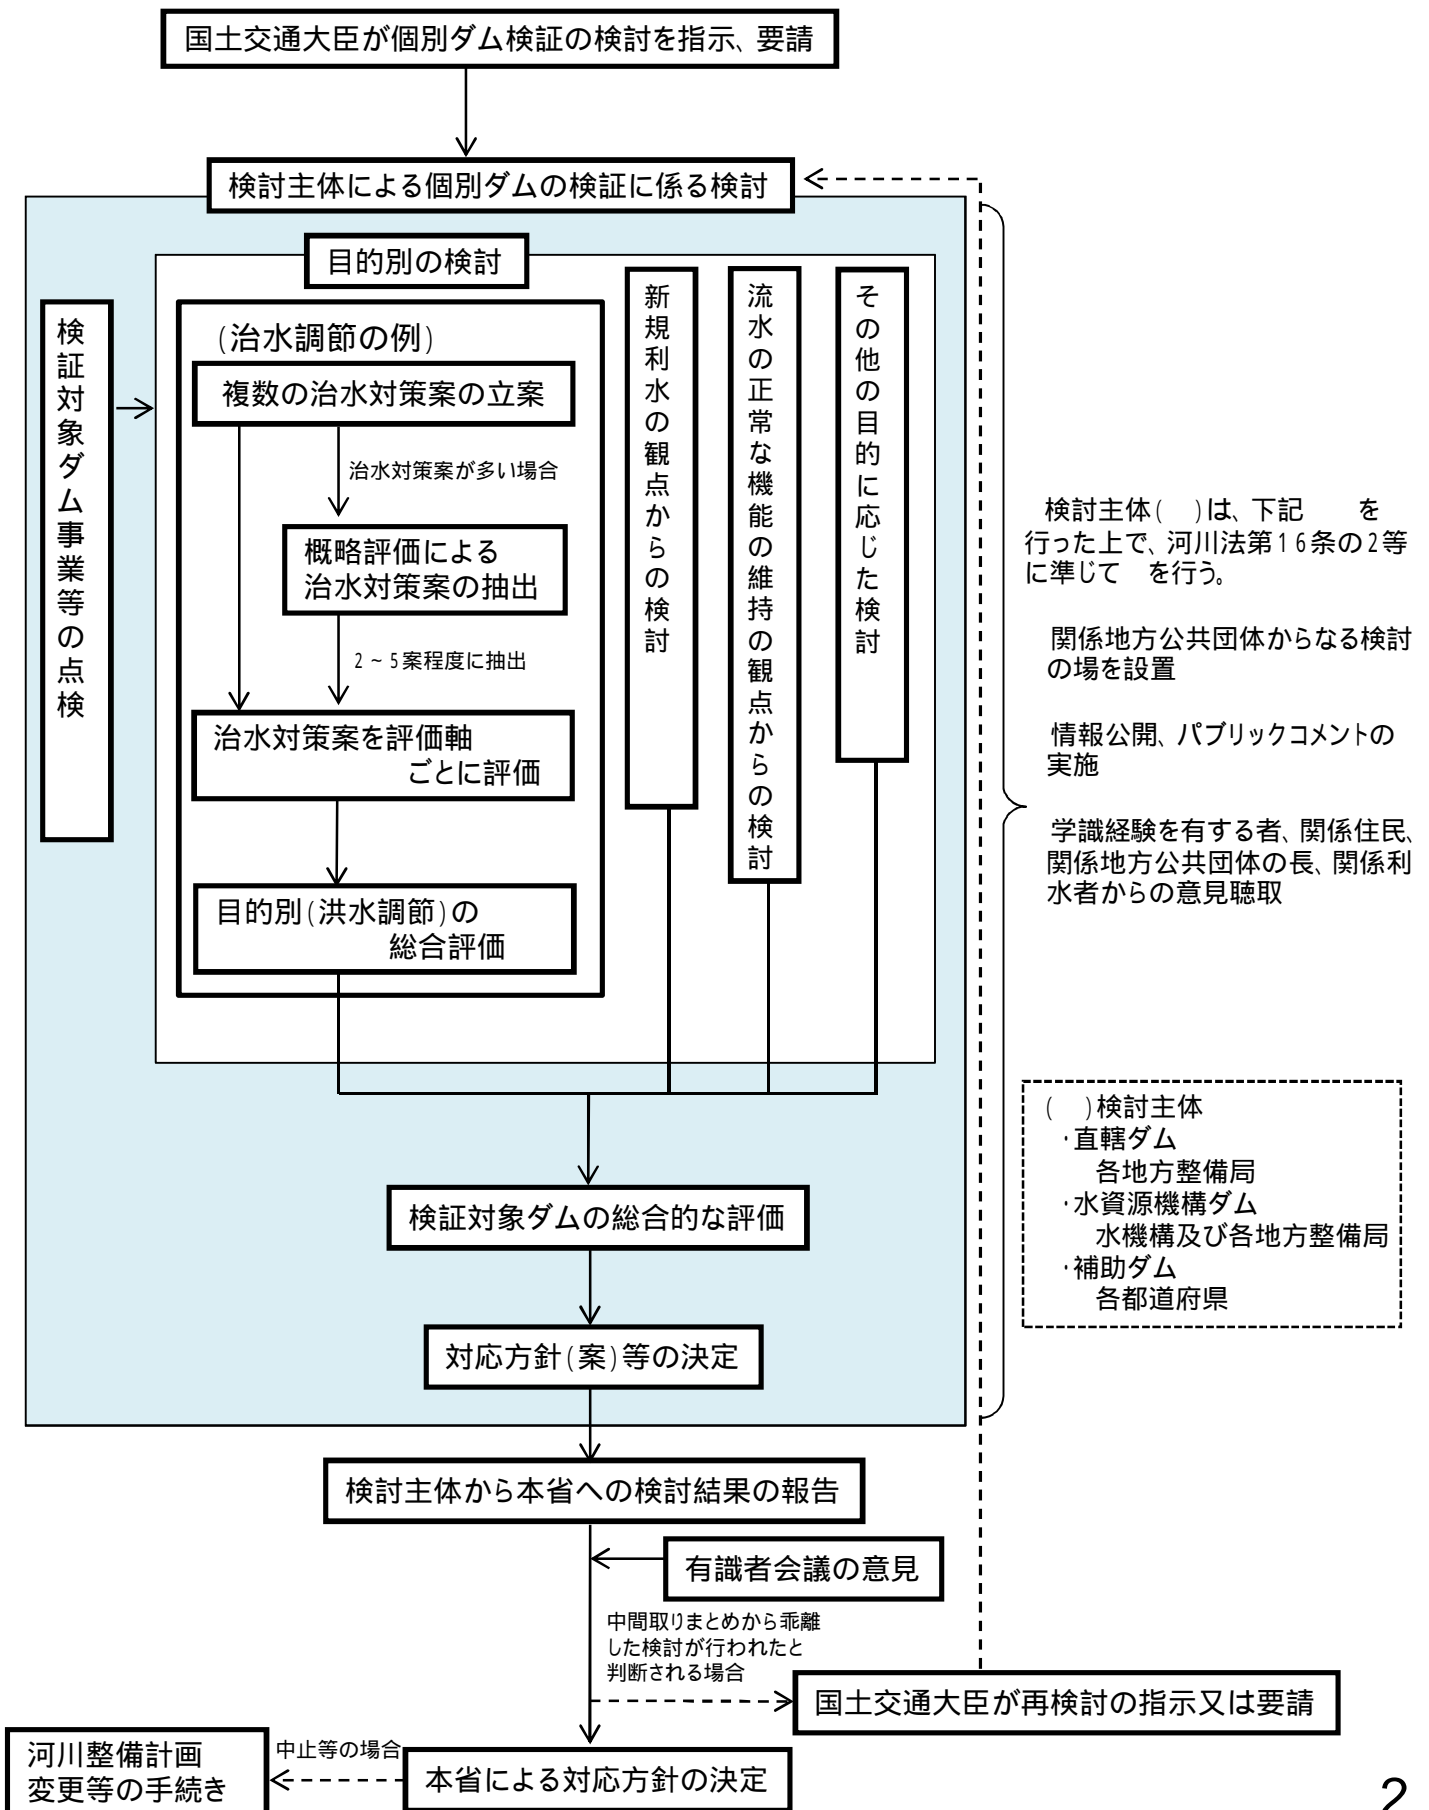 国土交通大臣が個別ダム検証の検討を指示、要請
検討主体による個別ダムの検証に係る検討
目的別の検討
検証対象ダム事業等の点検
(治水調節の例)
複数の治水対策案の立案
治水対策案が多い場合
概略評価による
治水対策案の抽出
2~5案程度に抽出
治水対策案を評価軸
ごとに評価
目的別(洪水調節)の
総合評価
新規利水の観点からの検討
流水の正常な機能の維持の観点からの検討
その他の目的に応じた検討
検討主体( )は、下記 を
行った上で、河川法第16条の2等
に準じて を行う。
関係地方公共団体からなる検討
の場を設置
情報公開、パブリックコメントの
実施
学識経験を有する者、関係住民、
関係地方公共団体の長、関係利
水者からの意見聴取
( )検討主体
・直轄ダム
各地方整備局
・水資源機構ダム
水機構及び各地方整備局
・補助ダム
各都道府県
検証対象ダムの総合的な評価
対応方針(案)等の決定
検討主体から本省への検討結果の報告
有識者会議の意見
中間取りまとめから乖離
した検討が行われたと
判断される場合
国土交通大臣が再検討の指示又は要請
本省による対応方針の決定
中止等の場合
河川整備計画
変更等の手続き
2